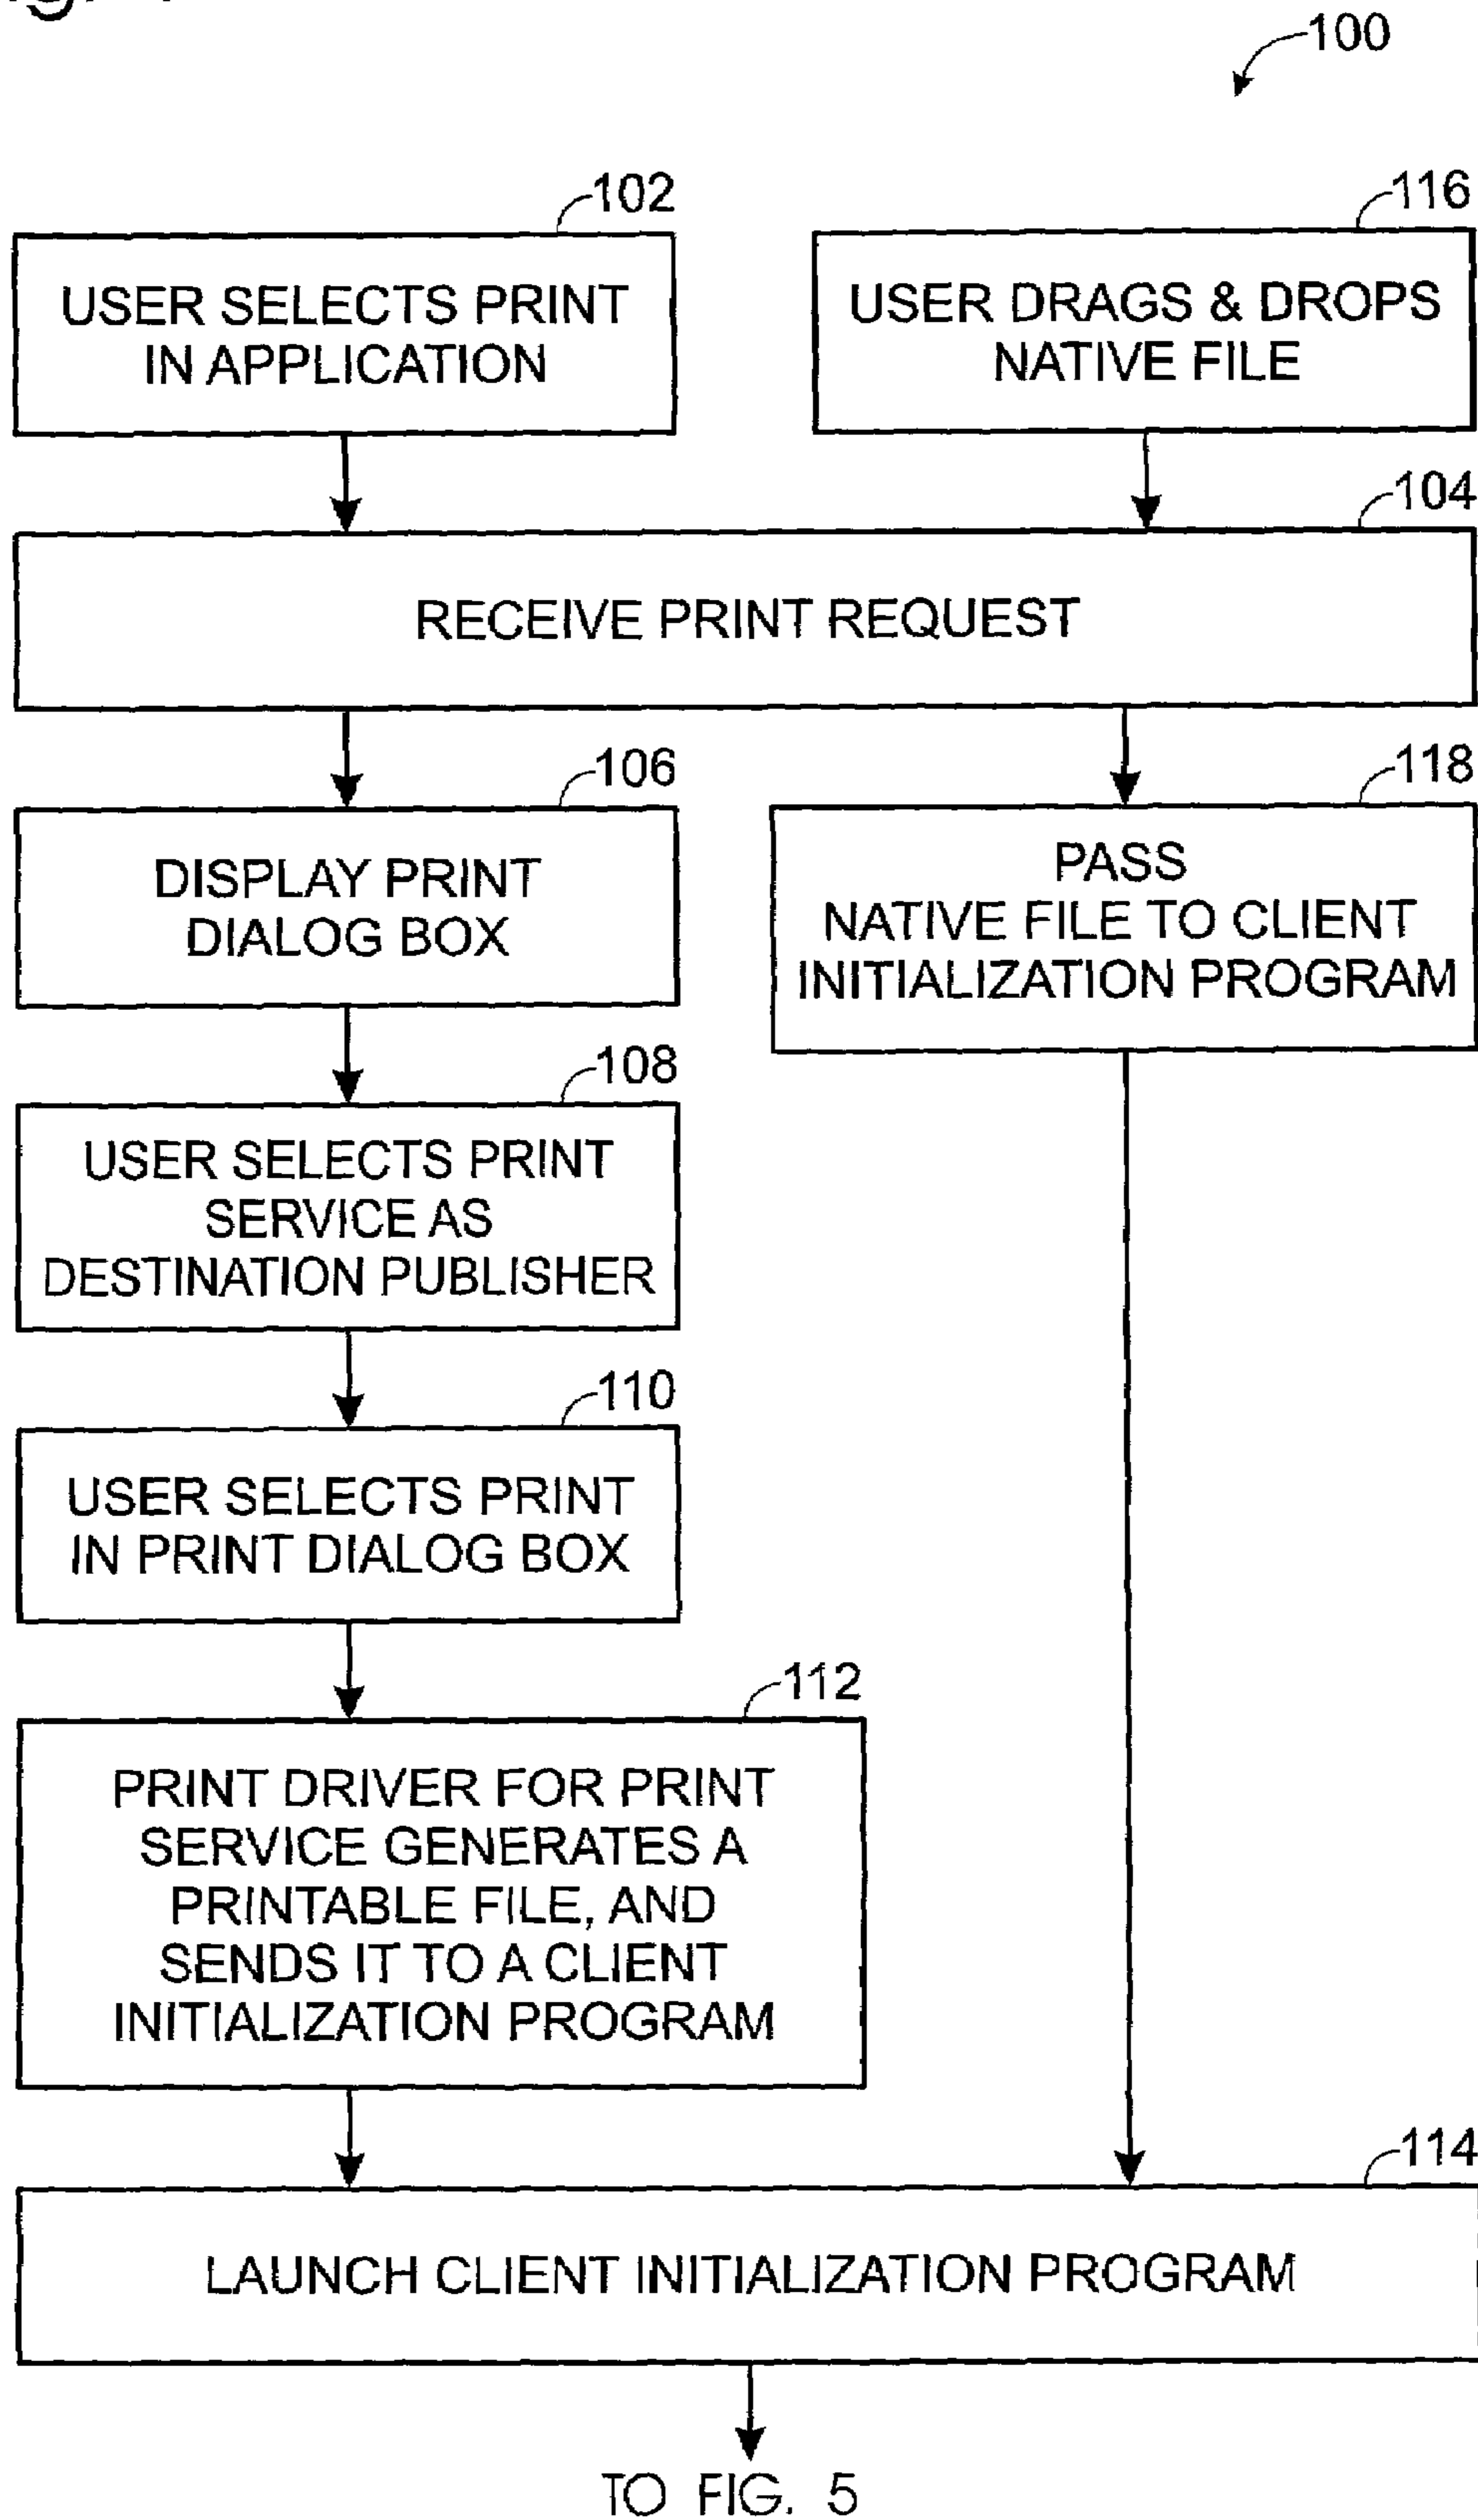 100
102
USER SELECTS PRINT
IN APPLICATION
116
USER DRAGS & DROPS
NATIVE FILE
104
RECEIVE PRINT REQUEST
106
DISPLAY PRINT
DIALOG BOX
118
PASS
NATIVE FILE TO CLIENT
INITIALIZATION PROGRAM
108
USER SELECTS PRINT
SERVICE AS
DESTINATION PUBLISHER
110
USER SELECTS PRINT
IN PRINT DIALOG BOX
112
PRINT DRIVER FOR PRINT
SERVICE GENERATES A
PRINTABLE FILE, AND
SENDS IT TO A CLIENT
INITIALIZATION PROGRAM
114
LAUNCH CLIENT INITIALIZATION PROGRAM
TO FIG. 5